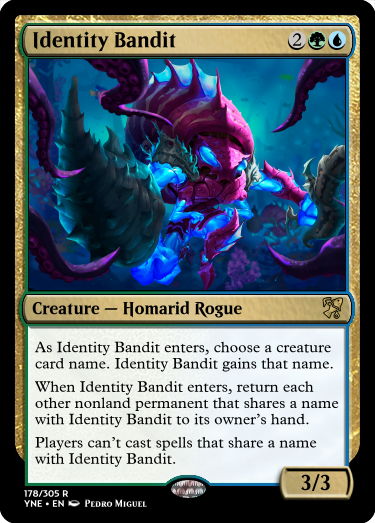 Identity Bandit
2
Creature — Homarid Rogue
As Identity Bandit enters, choose a creature
card name. Identity Bandit gains that name.
When Identity Bandit enters, return each
other nonland permanent that shares a name
with Identity Bandit to its owner's hand.
Players can't cast spells that share a name
with Identity Bandit.
3/3
178/305 R
YNE • EN Pedro Miguel